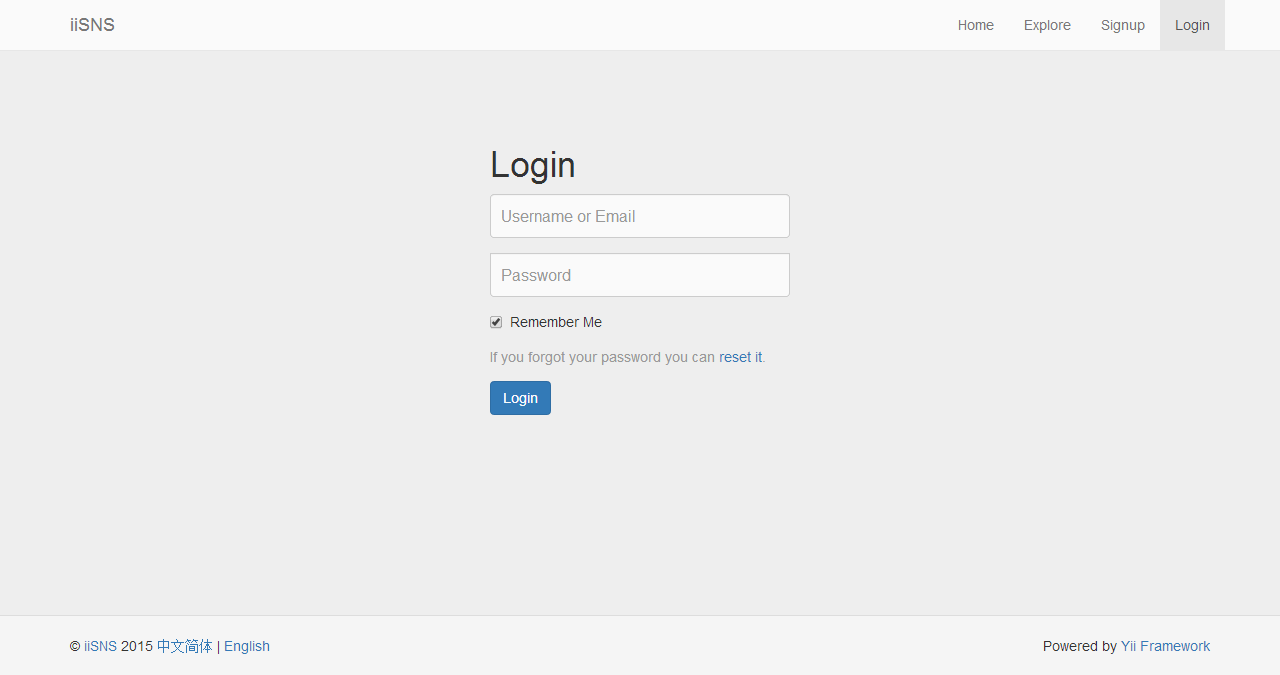 iiSNS Home Explore Signup Login
Login
Username or Email
Password
Remember Me
If you forgot your password you can reset it.
Login
© iiSNS 2015 中文简体 | English Powered by Yii Framework